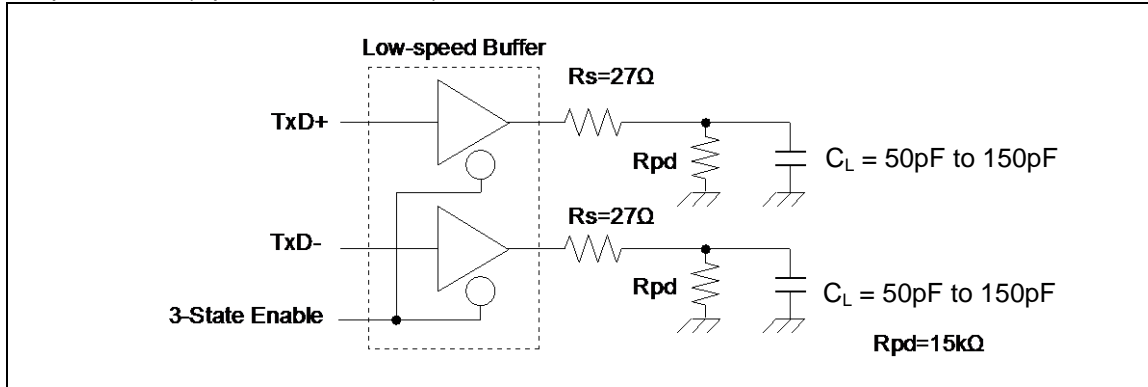 Low-speed Buffer
Rs=27Ω
TxD+
Rpd
CL = 50pF to 150pF
Rs=27Ω
TxD-
Rpd
CL = 50pF to 150pF
3-State Enable
Rpd=15kΩ